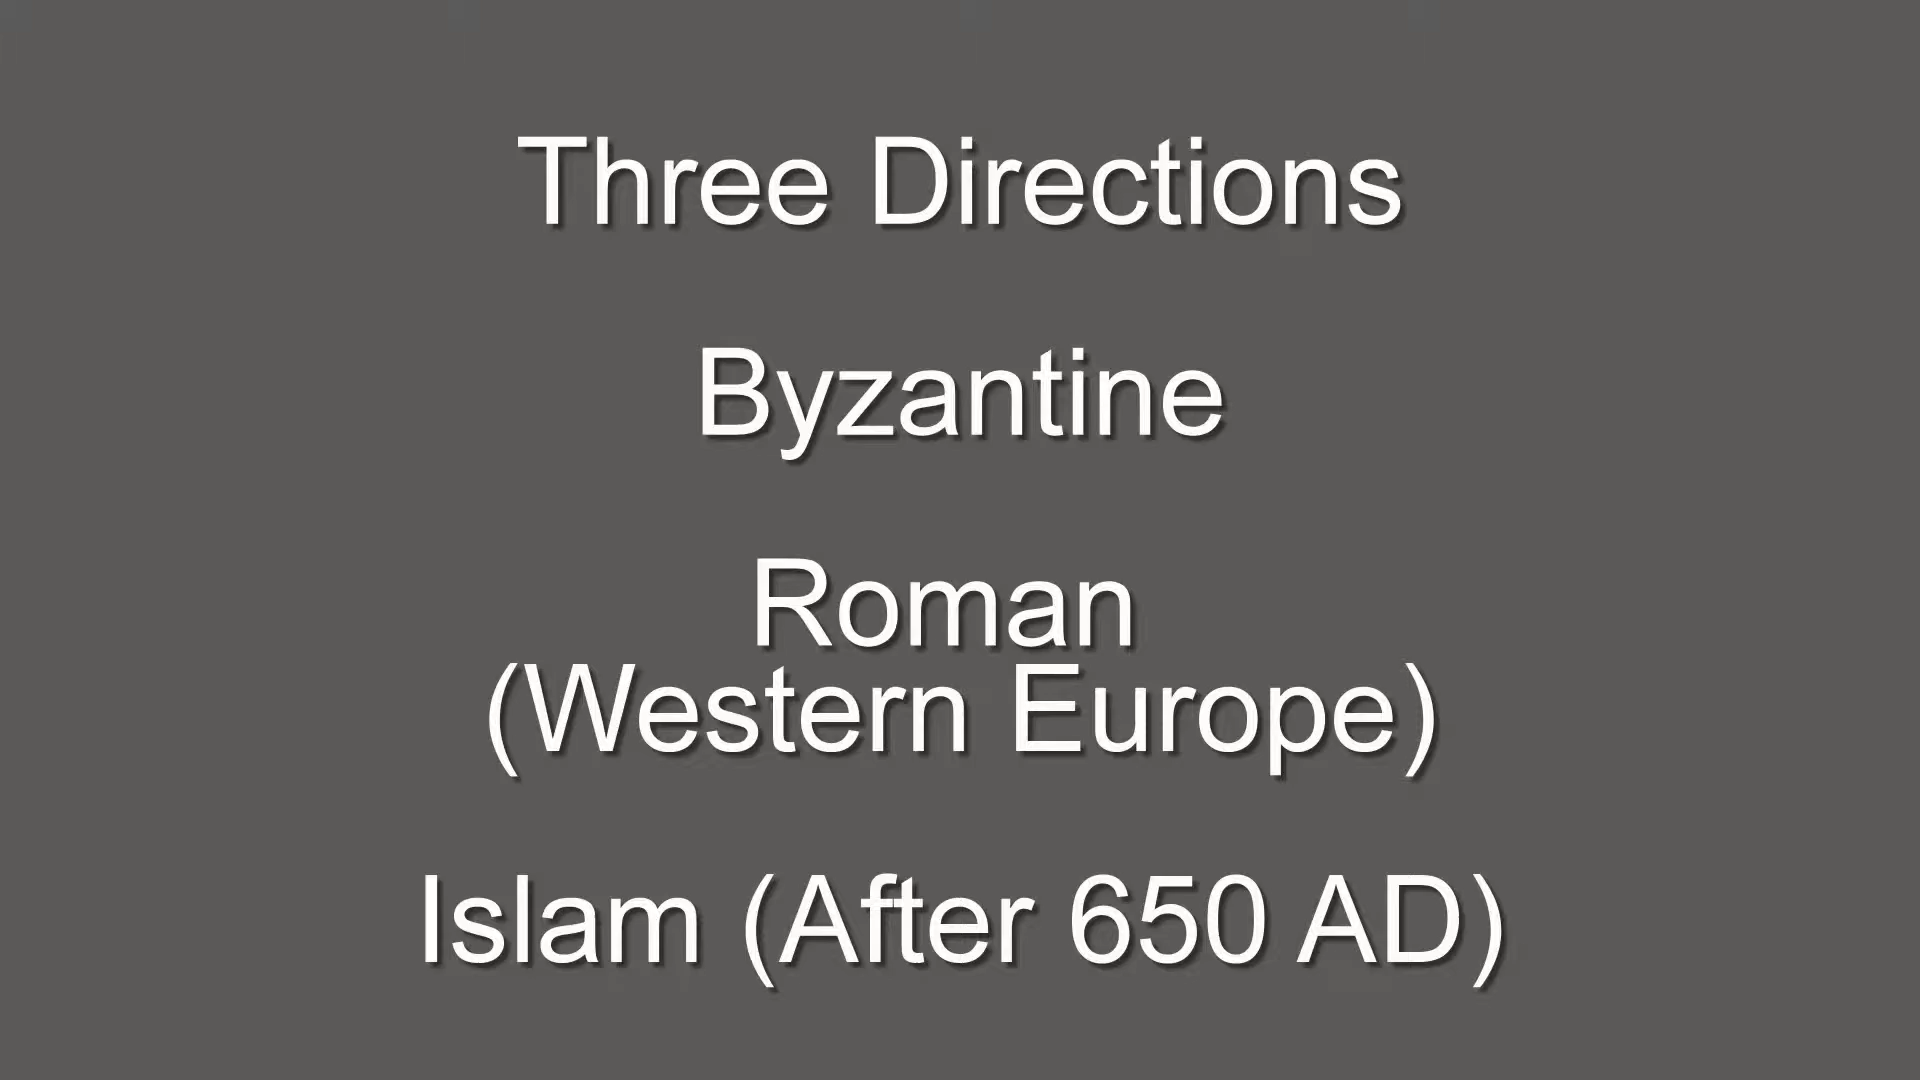 Three Directions
Byzantine
Roman
(Western Europe)
Islam (After 650 AD)